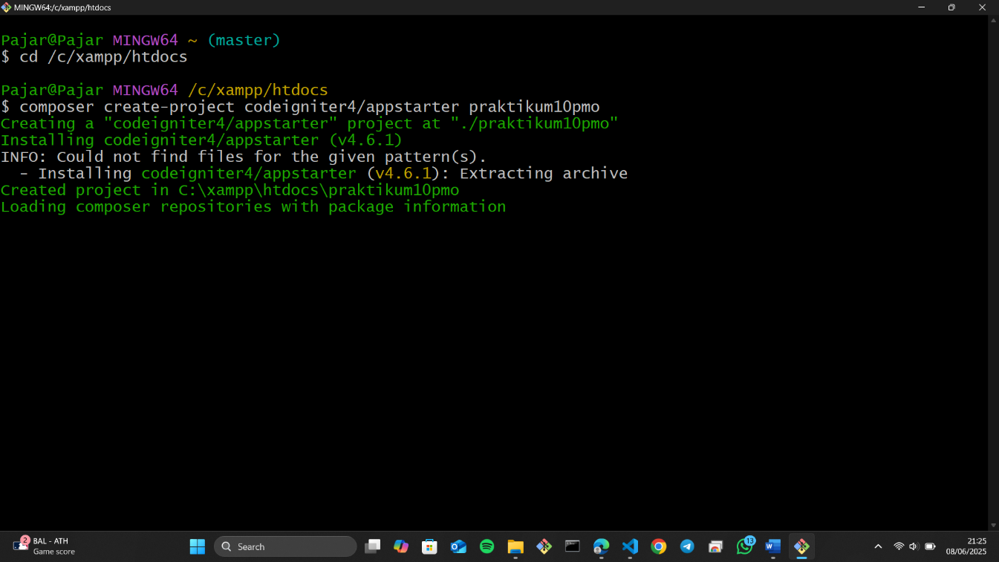 MINGW64:/c/xampp/htdocs
Pajar@Pajar MINGW64 ~ (master)
$ cd /c/xampp/htdocs
Pajar@Pajar MINGW64 /c/xampp/htdocs
$ composer create-project codeigniter4/appstarter praktikum10pmo
Creating a "codeigniter4/appstarter" project at "./praktikum10pmo"
Installing codeigniter4/appstarter (v4.6.1)
INFO: Could not find files for the given pattern(s).
- Installing codeigniter4/appstarter (v4.6.1): Extracting archive
Created project in C:\xampp\htdocs\praktikum10pmo
Loading composer repositories with package information
2
BAL - ATH
Game score
Search
13
21:25
08/06/2025